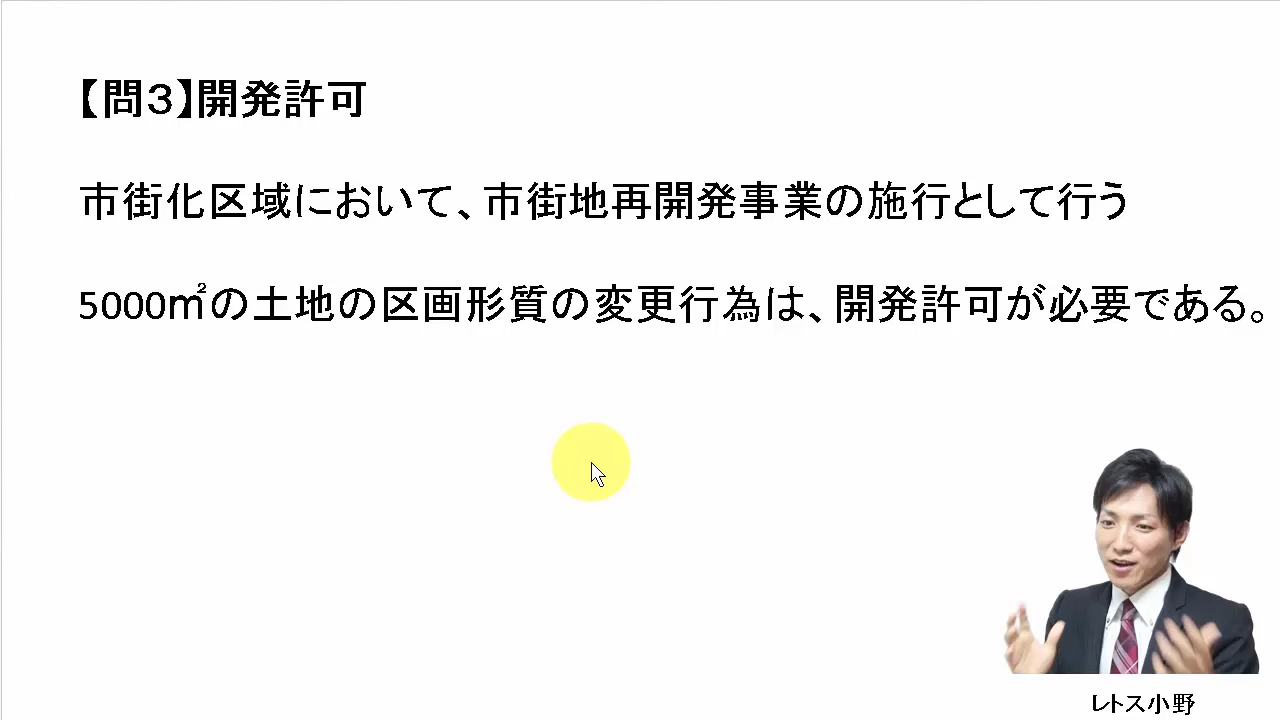 【問3】開発許可
市街化区域において、市街地再開発事業の施行として行う
5000㎡の土地の区画形質の変更行為は、開発許可が必要である。
レトス小野